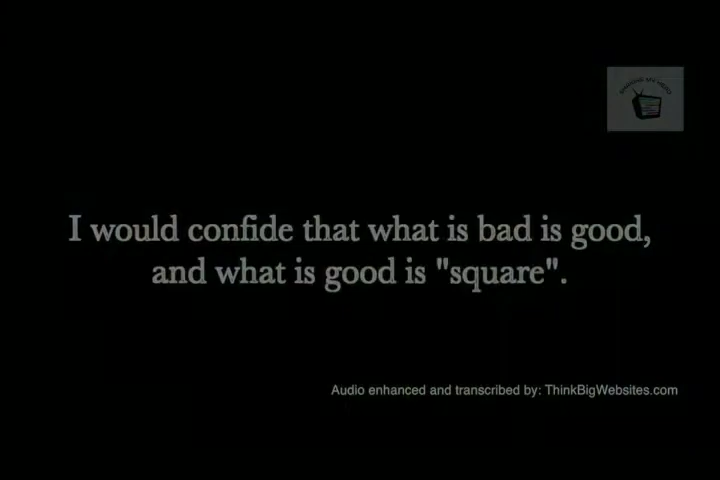 I would confide that what is bad is good,
and what is good is "square".
Audio enhanced and transcribed by: ThinkBigWebsites.com